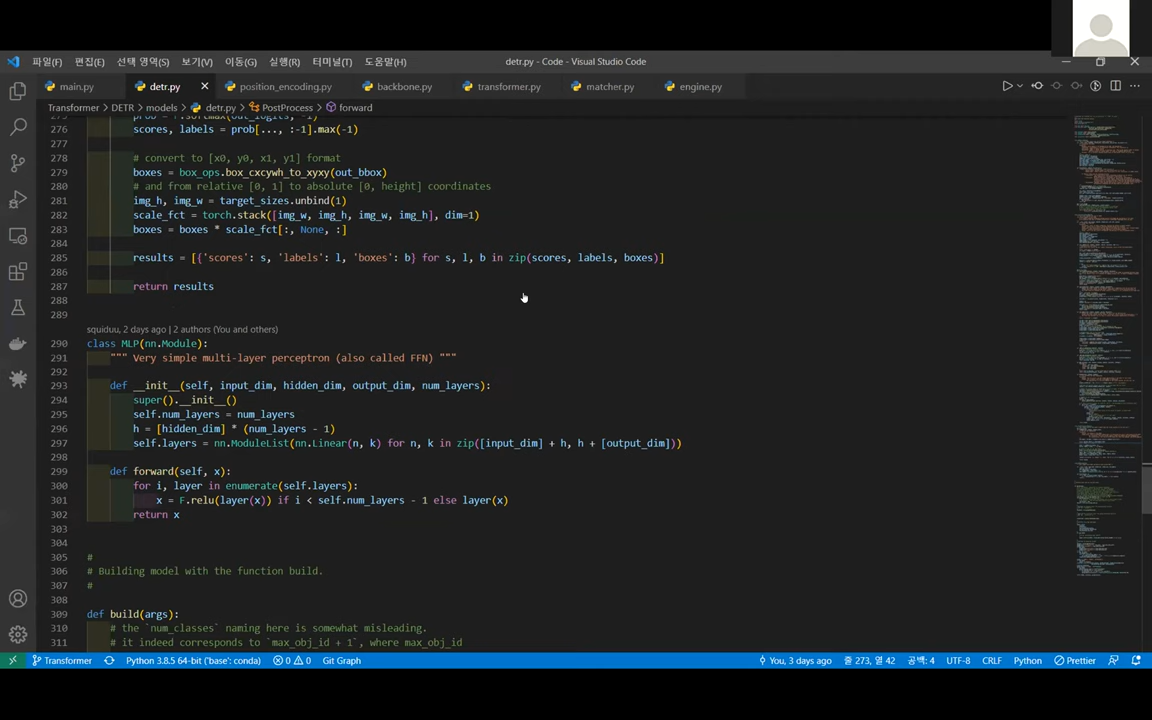 파일(F) 편집(E) 선택 영역(S) 보기(V) 이동(G) 실행(R) 터미널(T) 도움말(H) detr.py - Code - Visual Studio Code
main.py detr.py position_encoding.py backbone.py transformer.py matcher.py engine.py
Transformer > DETR > models > detr.py > PostProcess > forward
275 prob = F.softmax(out_logits, -1)
276 scores, labels = prob[..., :-1].max(-1)
277
278 # convert to [x0, y0, x1, y1] format
279 boxes = box_ops.box_cxcywh_to_xyxy(out_bbox)
280 # and from relative [0, 1] to absolute [0, height] coordinates
281 img_h, img_w = target_sizes.unbind(1)
282 scale_fct = torch.stack([img_w, img_h, img_w, img_h], dim=1)
283 boxes = boxes * scale_fct[:, None, :]
284
285 results = [{'scores': s, 'labels': l, 'boxes': b} for s, l, b in zip(scores, labels, boxes)]
286
287 return results
288
289
squiduu, 2 days ago | 2 authors (You and others)
290 class MLP(nn.Module):
291 """ Very simple multi-layer perceptron (also called FFN) """
292
293 def __init__(self, input_dim, hidden_dim, output_dim, num_layers):
294 super().__init__()
295 self.num_layers = num_layers
296 h = [hidden_dim] * (num_layers - 1)
297 self.layers = nn.ModuleList(nn.Linear(n, k) for n, k in zip([input_dim] + h, h + [output_dim]))
298
299 def forward(self, x):
300 for i, layer in enumerate(self.layers):
301 x = F.relu(layer(x)) if i < self.num_layers - 1 else layer(x)
302 return x
303
304
305 #
306 # Building model with the function build.
307 #
308
309 def build(args):
310 # the `num_classes` naming here is somewhat misleading.
311 # it indeed corresponds to `max_obj_id + 1`, where max_obj_id
Transformer Python 3.8.5 64-bit ('base': conda) 0 0 Git Graph You, 3 days ago 줄 273, 열 42 공백: 4 UTF-8 CRLF Python Prettier